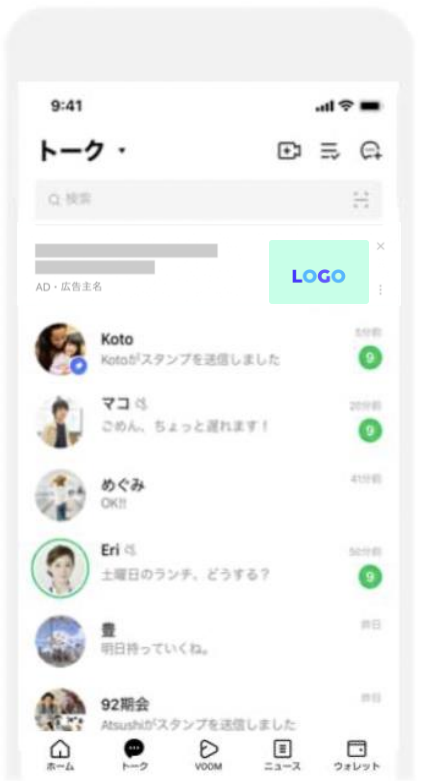 9:41
トーク
検索
AD・広告主名
LOGO
Koto
5分前
Kotoがスタンプを送信しました
9
マコ
20分前
ごめん、ちょっと遅れます！
9
めぐみ
41分前
OK!!
Eri
50分前
土曜日のランチ、どうする？
9
豊
昨日
明日持っていくね。
92期会
昨日
Atsushiがスタンプを送信しました
ホーム
トーク
VOOM
ニュース
ウォレット